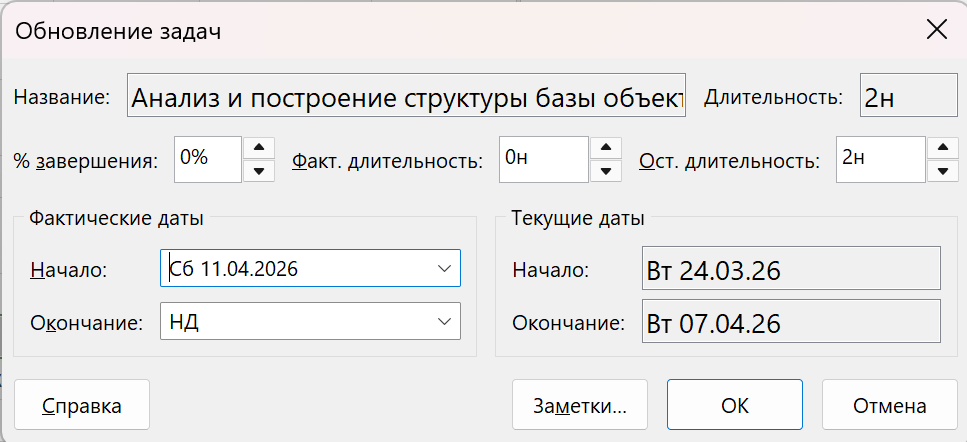 Обновление задач
Название: Анализ и построение структуры базы объект Длительность: 2н
% завершения: 0% Факт. длительность: 0н Ост. длительность: 2н
Фактические даты
Начало: Сб 11.04.2026
Окончание: НД
Текущие даты
Начало: Вт 24.03.26
Окончание: Вт 07.04.26
Справка Заметки... ОК Отмена